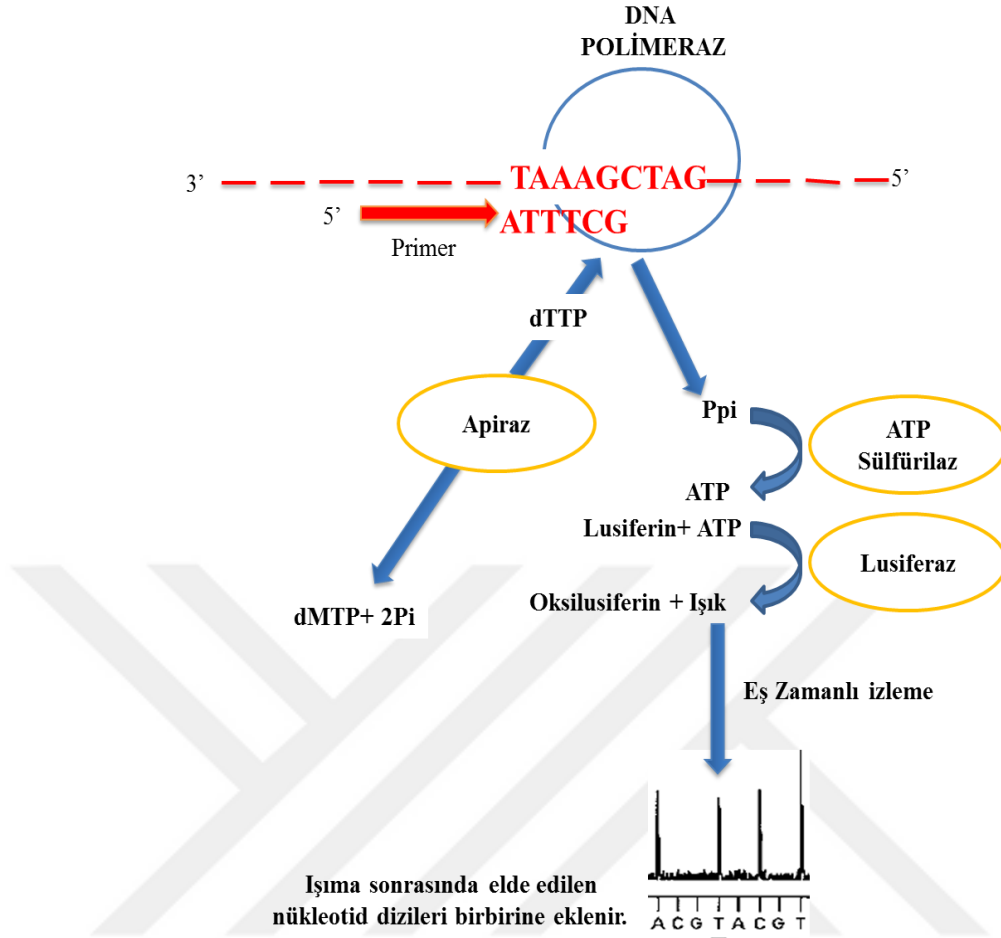 DNA
POLİMERAZ
3’
TAAAGCTAG
5’
5’
ATTTCG
Primer
dTTP
Apiraz
Ppi
ATP
Sülfürilaz
ATP
Lusiferin+ ATP
Lusiferaz
Oksilusiferin + Işık
dMTP+ 2Pi
Eş Zamanlı izleme
Işıma sonrasında elde edilen
nükleotid dizileri birbirine eklenir.
A C G T A C G T